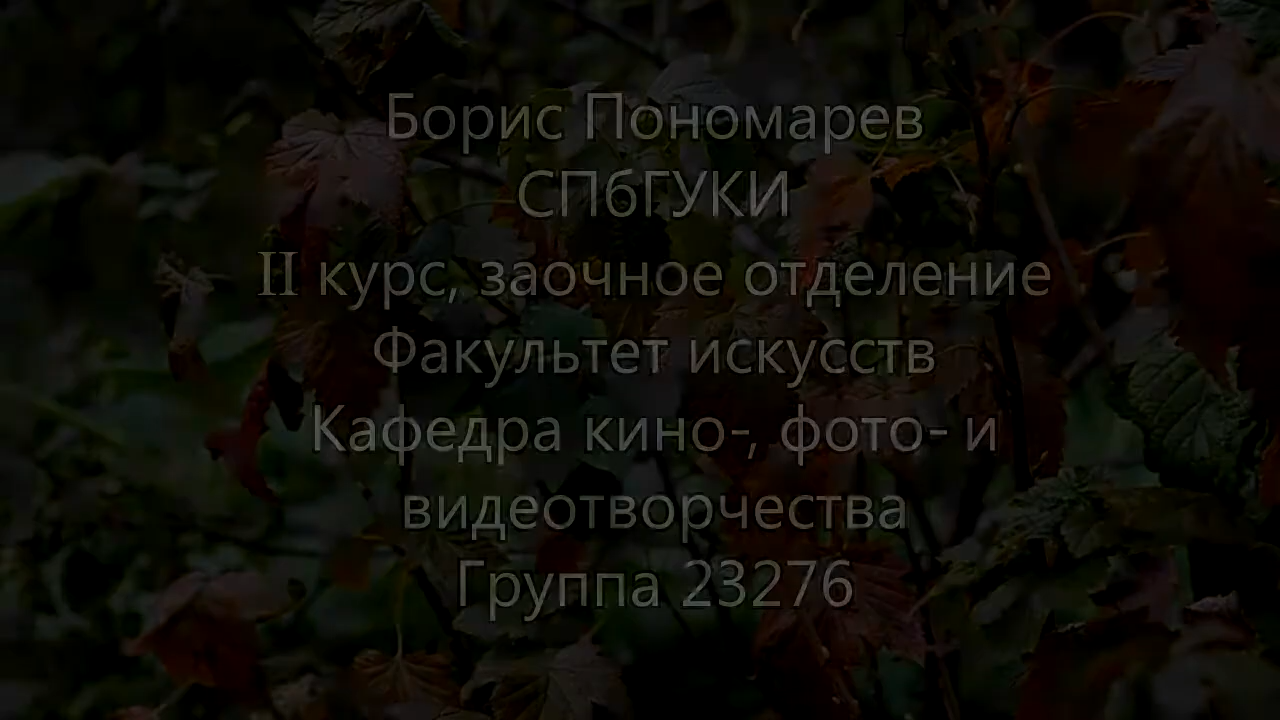 Борис Пономарев
СПбГУКИ
II курс, заочное отделение
Факультет искусств
Кафедра кино-, фото- и
видеотворчества
Группа 23276